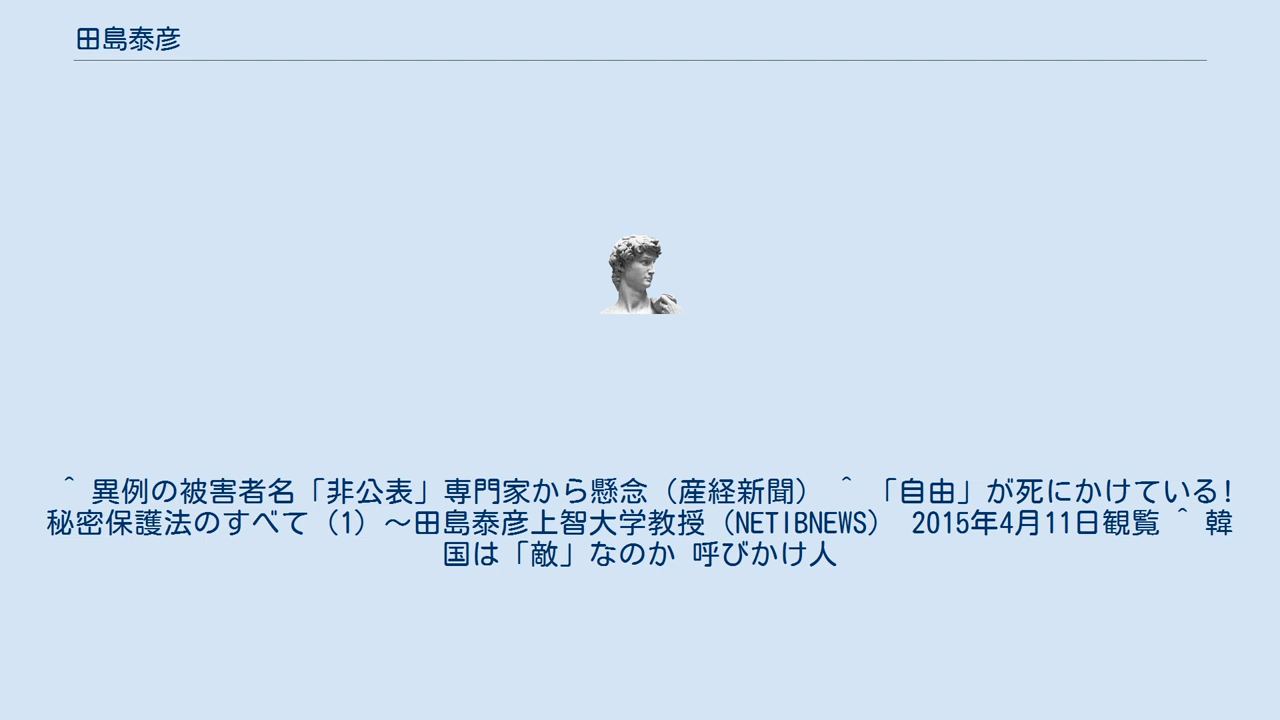 田島泰彦
^ 異例の被害者名「非公表」専門家から懸念（産経新聞） ^ 「自由」が死にかけている！
秘密保護法のすべて（1）～田島泰彦上智大学教授（NETIBNEWS） 2015年4月11日観覧 ^ 韓
国は「敵」なのか 呼びかけ人